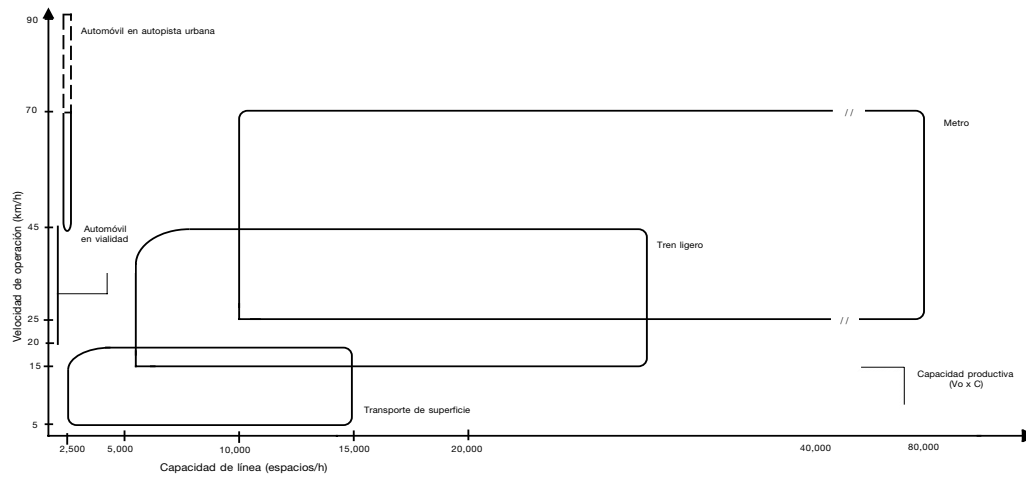 90
Automóvil en autopista urbana
70
Metro
Velocidad de operación (km/h)
45
Automóvil
en vialidad
Tren ligero
25
20
15
Capacidad productiva
(Vo x C)
Transporte de superficie
5
2,500
5,000
10,000
15,000
20,000
40,000
80,000
Capacidad de línea (espacios/h)